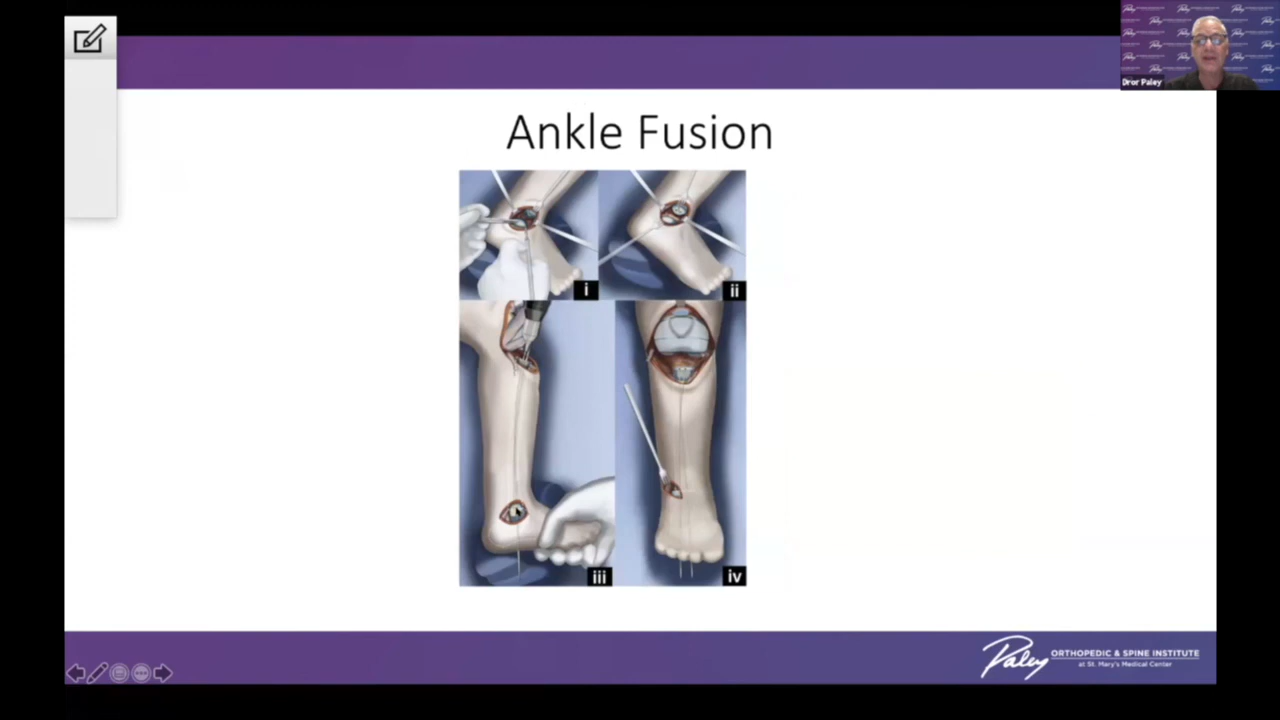 Dror Paley
Ankle Fusion
i
ii
iii
iv
Paley
ORTHOPEDIC & SPINE INSTITUTE
at St. Mary's Medical Center